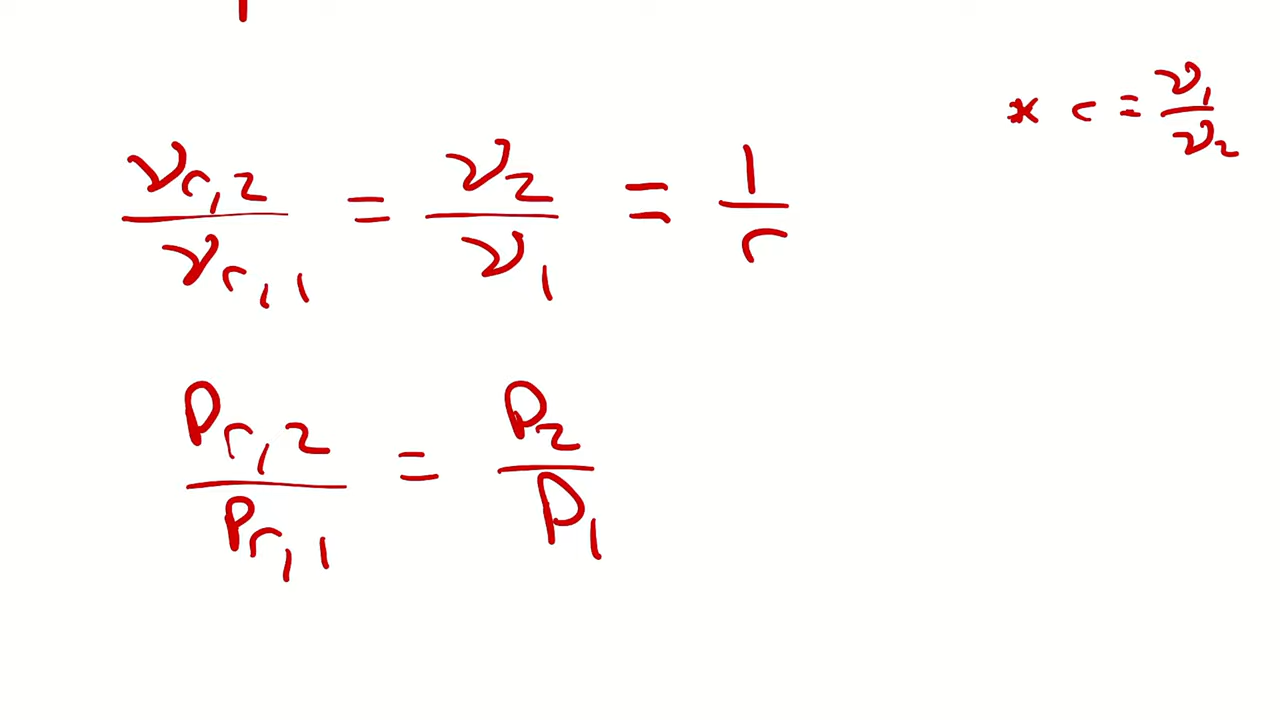 * r = v1/v2
vr,2/vr,1 = v2/v1 = 1/r
Pr,2/Pr,1 = P2/P1